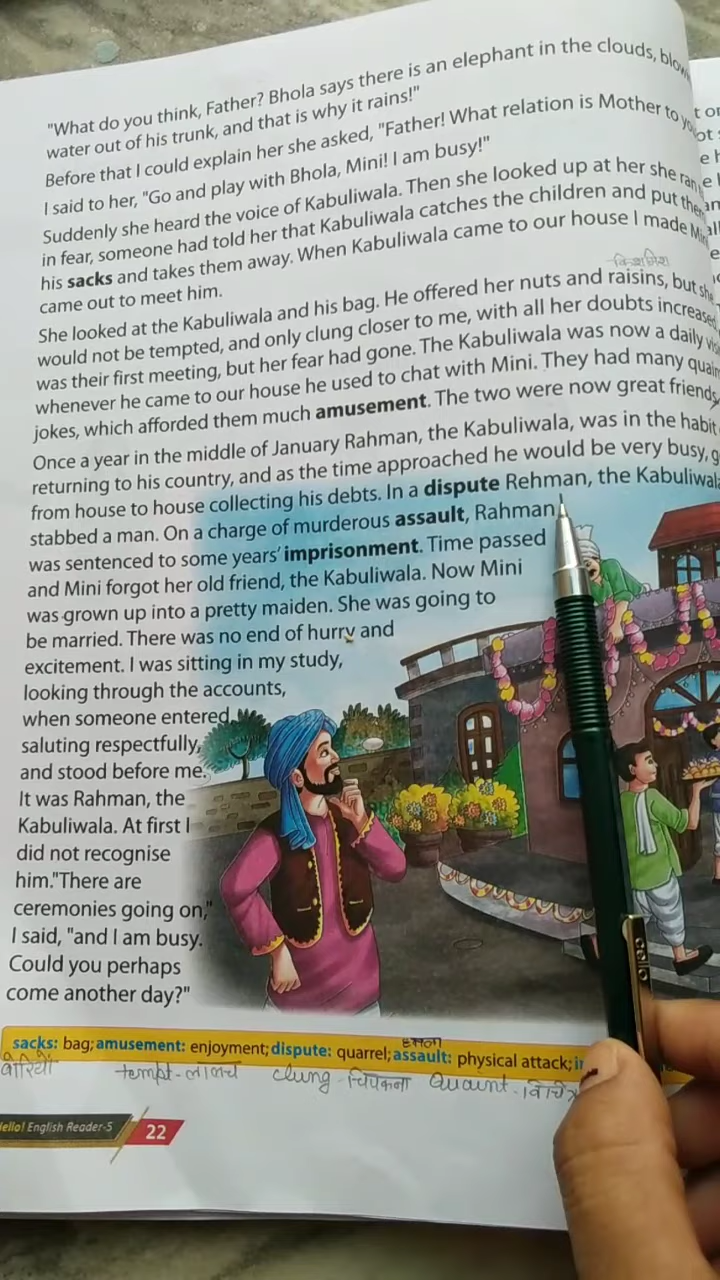 "What do you think, Father? Bhola says there is an elephant in the clouds,
water out of his trunk, and that is why it rains!"
Before that I could explain her she asked, "Father! What relation is Mother to
I said to her, "Go and play with Bhola, Mini! I am busy!"
Suddenly she heard the voice of Kabuliwala. Then she looked up at her she ran
in fear, someone had told her that Kabuliwala catches the children and put
his sacks and takes them away. When Kabuliwala came to our house I made
came out to meet him.
किशमिश
She looked at the Kabuliwala and his bag. He offered her nuts and raisins, but she
would not be tempted, and only clung closer to me, with all her doubts
was their first meeting, but her fear had gone. The Kabuliwala was now a daily
whenever he came to our house he used to chat with Mini. They had many
jokes, which afforded them much amusement. The two were now great friends
Once a year in the middle of January Rahman, the Kabuliwala, was in the habit
returning to his country, and as the time approached he would be very busy,
from house to house collecting his debts. In a dispute Rehman, the
stabbed a man. On a charge of murderous assault, Rahman
was sentenced to some years' imprisonment. Time passed
and Mini forgot her old friend, the Kabuliwala. Now Mini
was grown up into a pretty maiden. She was going to
be married. There was no end of hurry and
excitement. I was sitting in my study,
looking through the accounts,
when someone entered
saluting respectfully,
and stood before me.
It was Rahman, the
Kabuliwala. At first I
did not recognise
him."There are
ceremonies going on,"
I said, "and I am busy.
Could you perhaps
come another day?"
sacks: bag; amusement: enjoyment; dispute: quarrel; assault: physical attack;
बोरियाँ tempt-लालच clung-चिपकना Quaint-
English Reader-5
22